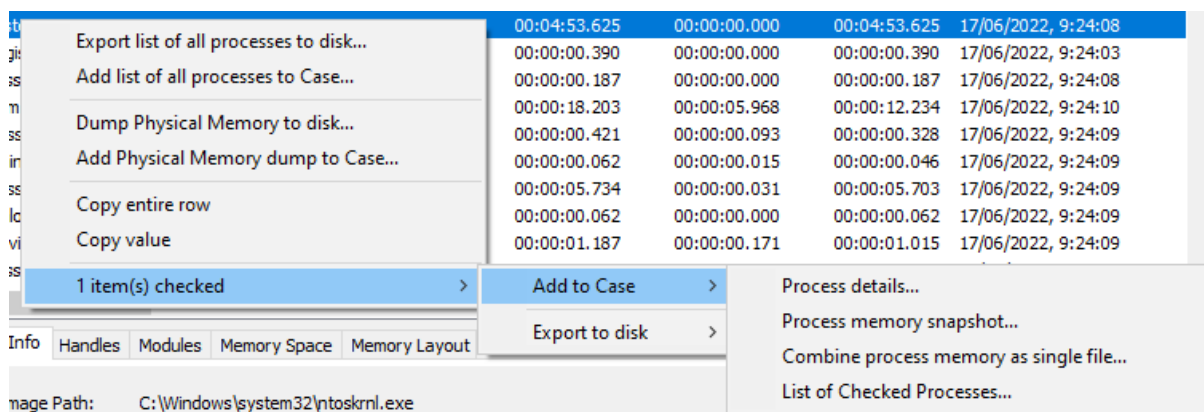 00:04:53.625 00:00:00.000 00:04:53.625 17/06/2022, 9:24:08
Export list of all processes to disk...
00:00:00.390 00:00:00.000 00:00:00.390 17/06/2022, 9:24:03
Add list of all processes to Case...
00:00:00.187 00:00:00.000 00:00:00.187 17/06/2022, 9:24:08
00:00:18.203 00:00:05.968 00:00:12.234 17/06/2022, 9:24:10
Dump Physical Memory to disk...
00:00:00.421 00:00:00.093 00:00:00.328 17/06/2022, 9:24:09
Add Physical Memory dump to Case...
00:00:00.062 00:00:00.015 00:00:00.046 17/06/2022, 9:24:09
00:00:05.734 00:00:00.031 00:00:05.703 17/06/2022, 9:24:09
Copy entire row
00:00:00.062 00:00:00.000 00:00:00.062 17/06/2022, 9:24:09
Copy value
00:00:01.187 00:00:00.171 00:00:01.015 17/06/2022, 9:24:09
1 item(s) checked > Add to Case > Process details...
Process memory snapshot...
Export to disk >
Info Handles Modules Memory Space Memory Layout
Combine process memory as single file...
List of Checked Processes...
mage Path: C:\Windows\system32\ntoskrnl.exe